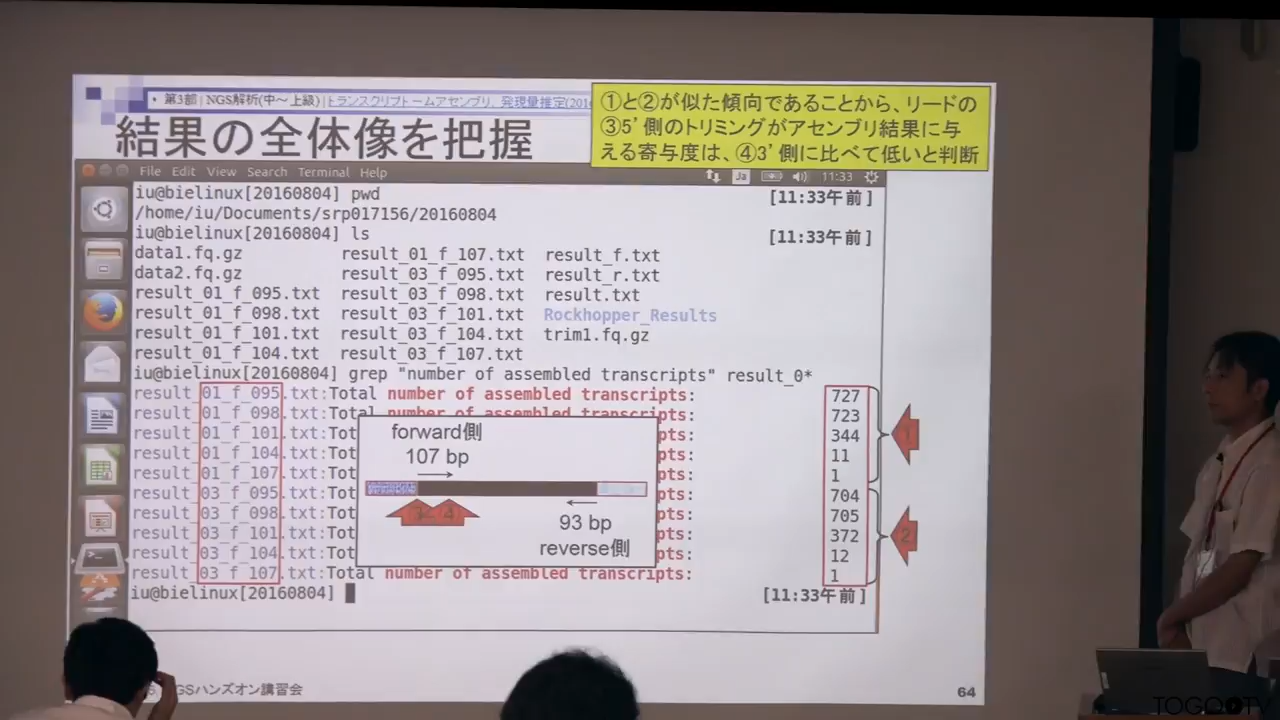 第3部 | NGS解析(中～上級) | トランスクリプトームアセンブリ、発現量推定(201
結果の全体像を把握
①と②が似た傾向であることから、リードの
③5’側のトリミングがアセンブリ結果に与
える寄与度は、④3’側に比べて低いと判断
File Edit View Search Terminal Help
Ja 11:33
iu@bielinux[20160804] pwd [11:33午前]
/home/iu/Documents/srp017156/20160804
iu@bielinux[20160804] ls [11:33午前]
data1.fq.gz result_01_f_107.txt result_f.txt
data2.fq.gz result_03_f_095.txt result_r.txt
result_01_f_095.txt result_03_f_098.txt result.txt
result_01_f_098.txt result_03_f_101.txt Rockhopper_Results
result_01_f_101.txt result_03_f_104.txt trim1.fq.gz
result_01_f_104.txt result_03_f_107.txt
iu@bielinux[20160804] grep "number of assembled transcripts" result_0*
result_01_f_095.txt:Total number of assembled transcripts: 727
result_01_f_098.txt:Total number of assembled transcripts: 723
result_01_f_101.txt:Tot pts: 344
result_01_f_104.txt:Tot pts: 11
result_01_f_107.txt:Tot pts: 1
result_03_f_095.txt:Tot pts: 704
result_03_f_098.txt:Tot pts: 705
result_03_f_101.txt:Tot pts: 372
result_03_f_104.txt:Tot pts: 12
result_03_f_107.txt:Total number of assembled transcripts: 1
iu@bielinux[20160804] [11:33午前]
①
②
forward側
107 bp
③ ④
93 bp
reverse側
NGSハンズオン講習会
64
TOGOTV